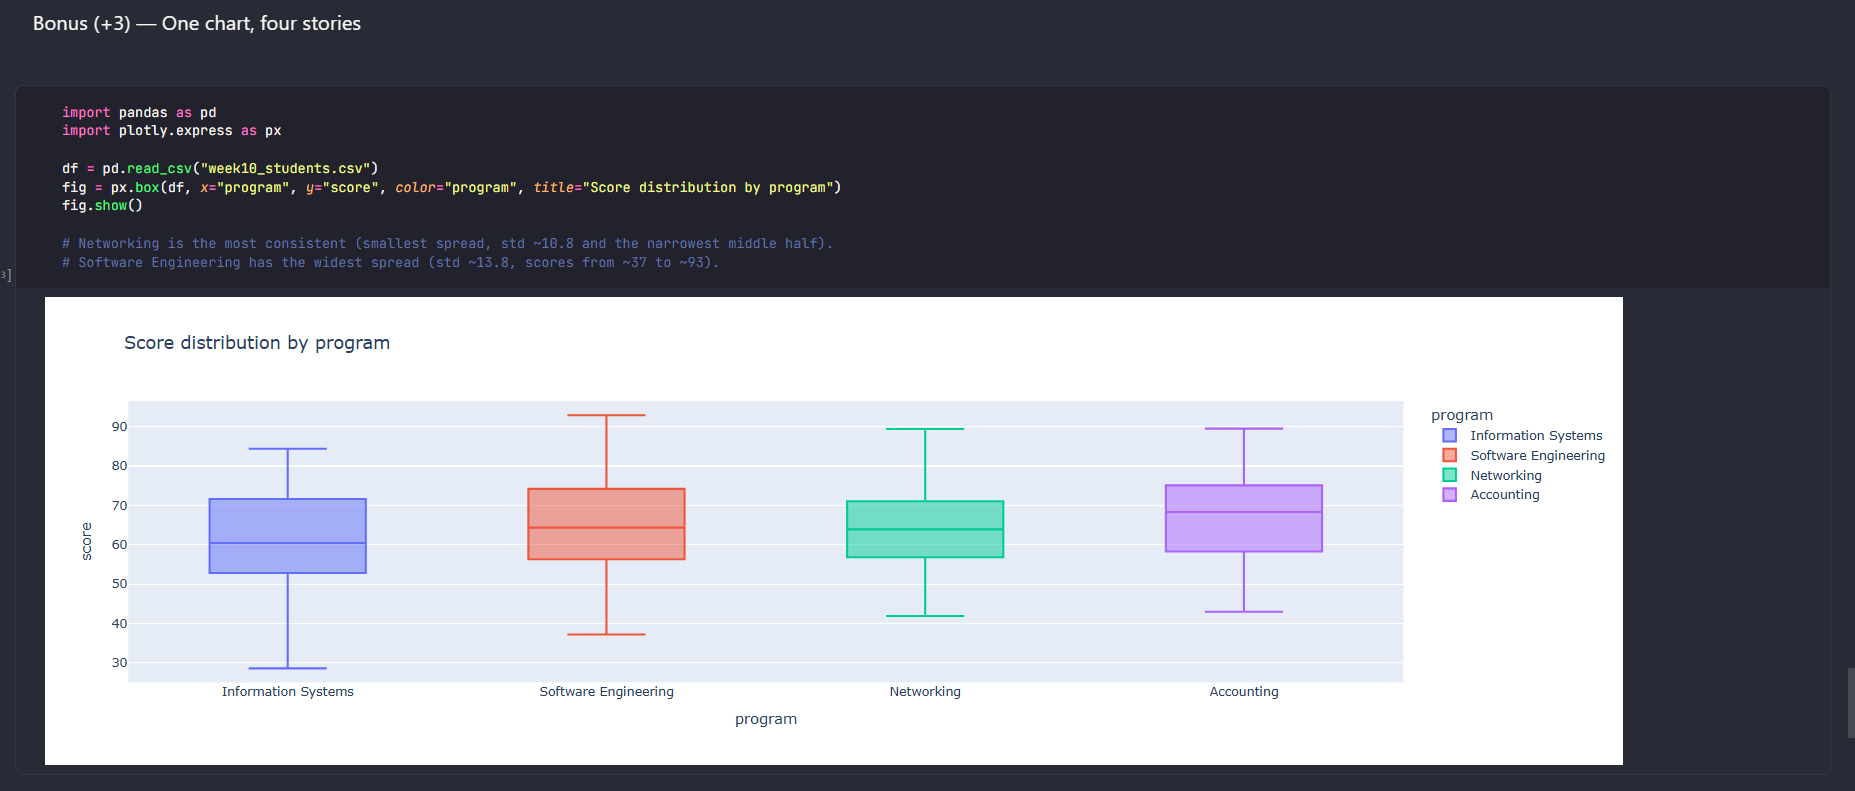 Bonus (+3) — One chart, four stories
import pandas as pd
import plotly.express as px
df = pd.read_csv("week10_students.csv")
fig = px.box(df, x="program", y="score", color="program", title="Score distribution by program")
fig.show()
# Networking is the most consistent (smallest spread, std ~10.8 and the narrowest middle half).
# Software Engineering has the widest spread (std ~13.8, scores from ~37 to ~93).
3]
Score distribution by program
program
Information Systems
Software Engineering
Networking
Accounting
90
80
70
60
50
40
30
score
Information Systems
Software Engineering
Networking
Accounting
program